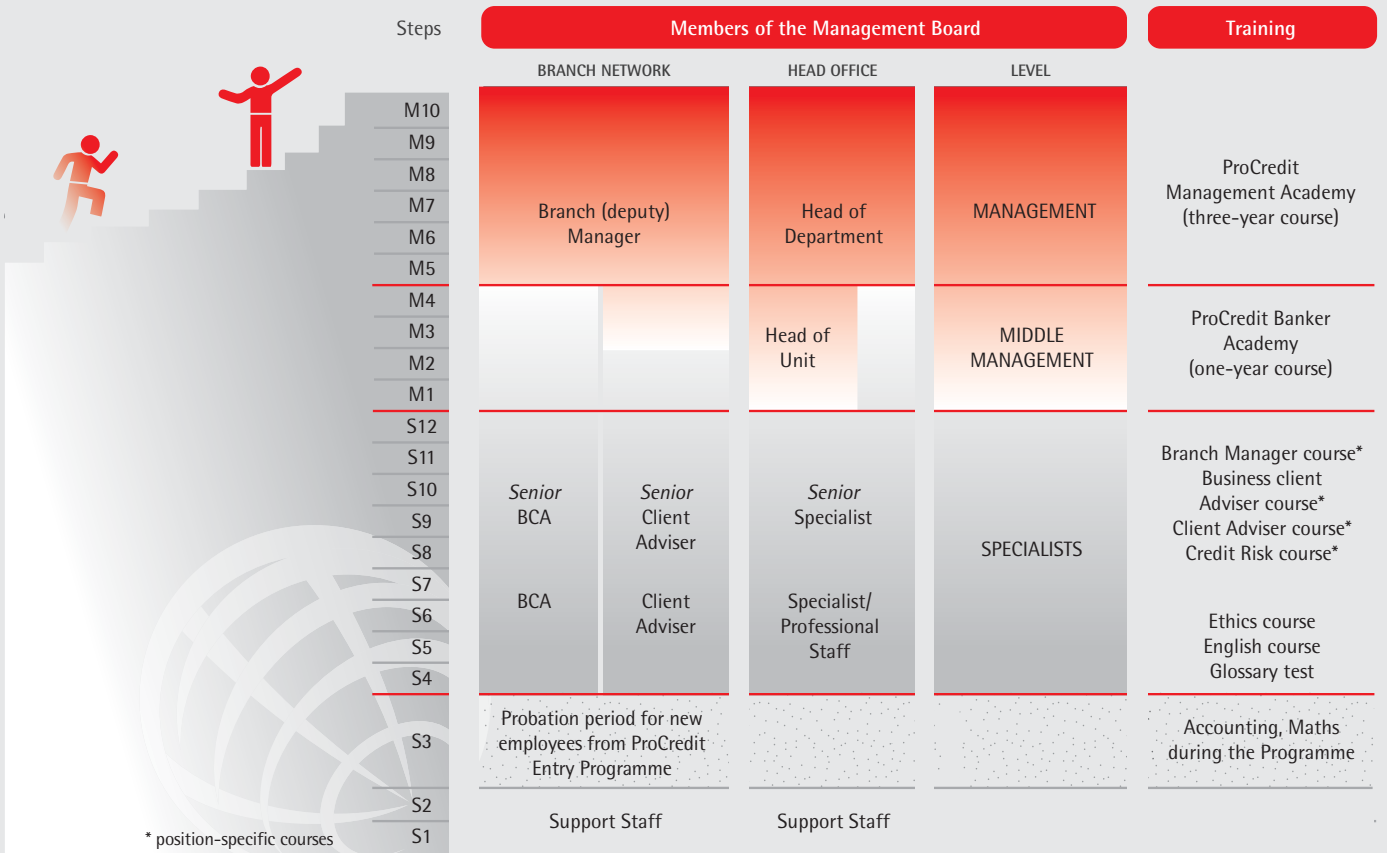 Steps
Members of the Management Board
Training
BRANCH NETWORK
HEAD OFFICE
LEVEL
M10
M9
M8
M7
M6
M5
Branch (deputy)
Manager
Head of
Department
MANAGEMENT
ProCredit
Management Academy
(three-year course)
M4
M3
M2
M1
Head of
Unit
MIDDLE
MANAGEMENT
ProCredit Banker
Academy
(one-year course)
S12
S11
S10
S9
S8
S7
S6
S5
S4
Senior
BCA
Senior
Client
Adviser
Senior
Specialist
BCA
Client
Adviser
Specialist/
Professional
Staff
SPECIALISTS
Branch Manager course*
Business client
Adviser course*
Client Adviser course*
Credit Risk course*
Ethics course
English course
Glossary test
S3
Probation period for new
employees from ProCredit
Entry Programme
Accounting, Maths
during the Programme
S2
S1
Support Staff
Support Staff
* position-specific courses